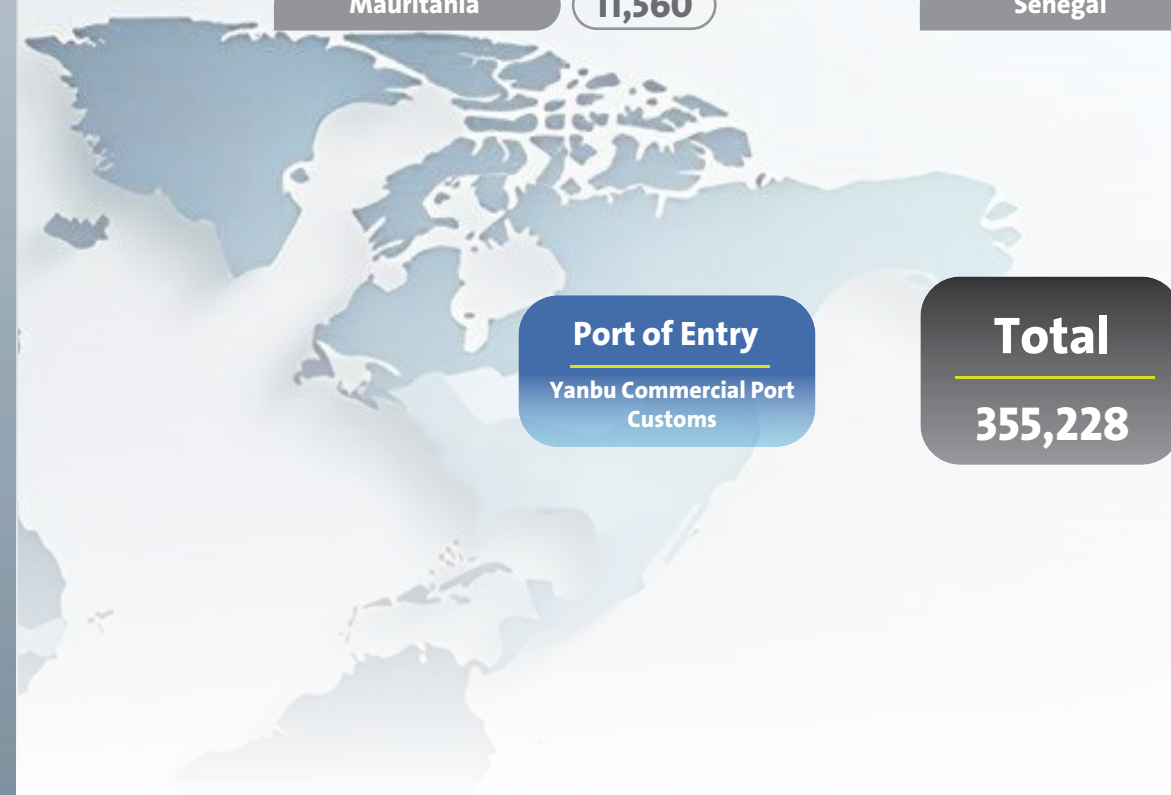 Mauritania
11,560
Senegal
Port of Entry
Yanbu Commercial Port
Customs
Total
355,228